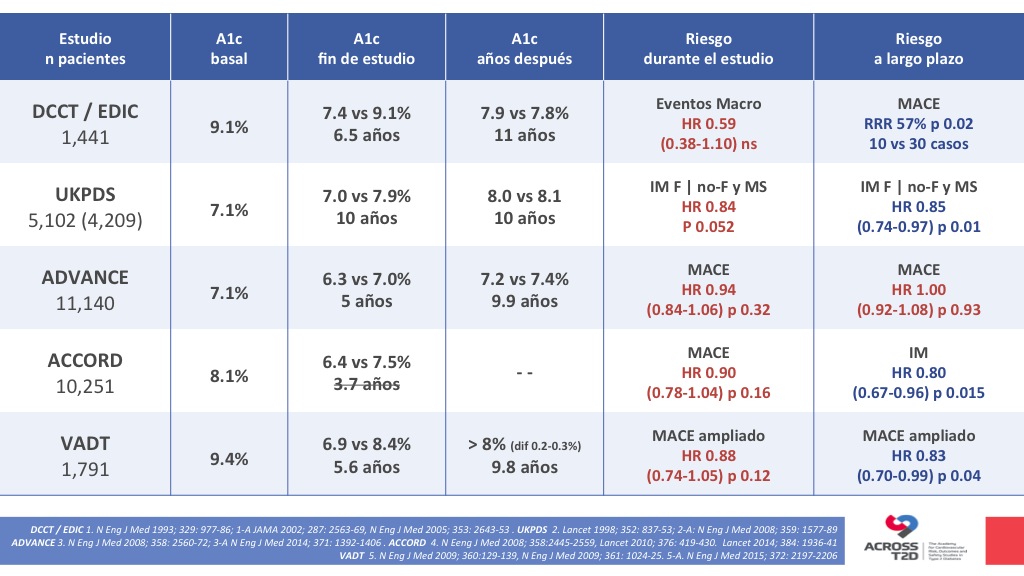 Estudio
n pacientes
A1c
basal
A1c
fin de estudio
A1c
años después
Riesgo
durante el estudio
Riesgo
a largo plazo
DCCT / EDIC
1,441
9.1%
7.4 vs 9.1%
6.5 años
7.9 vs 7.8%
11 años
Eventos Macro
HR 0.59
(0.38-1.10) ns
MACE
RRR 57% p 0.02
10 vs 30 casos
UKPDS
5,102 (4,209)
7.1%
7.0 vs 7.9%
10 años
8.0 vs 8.1
10 años
IM F | no-F y MS
HR 0.84
P 0.052
IM F | no-F y MS
HR 0.85
(0.74-0.97) p 0.01
ADVANCE
11,140
7.1%
6.3 vs 7.0%
5 años
7.2 vs 7.4%
9.9 años
MACE
HR 0.94
(0.84-1.06) p 0.32
MACE
HR 1.00
(0.92-1.08) p 0.93
ACCORD
10,251
8.1%
6.4 vs 7.5%
3.7 años
- -
MACE
HR 0.90
(0.78-1.04) p 0.16
IM
HR 0.80
(0.67-0.96) p 0.015
VADT
1,791
9.4%
6.9 vs 8.4%
5.6 años
> 8% (dif 0.2-0.3%)
9.8 años
MACE ampliado
HR 0.88
(0.74-1.05) p 0.12
MACE ampliado
HR 0.83
(0.70-0.99) p 0.04
DCCT / EDIC 1. N Eng J Med 1993; 329: 977-86; 1-A JAMA 2002; 287: 2563-69, N Eng J Med 2005; 353: 2643-53 . UKPDS 2. Lancet 1998; 352: 837-53; 2-A: N Eng J Med 2008; 359: 1577-89
ADVANCE 3. N Eng J Med 2008; 358: 2560-72; 3-A N Eng J Med 2014; 371: 1392-1406 . ACCORD 4. N Eng J Med 2008; 358:2445-2559, Lancet 2010; 376: 419-430. Lancet 2014; 384: 1936-41
VADT 5. N Eng J Med 2009; 360:129-139, N Eng J Med 2009; 361: 1024-25. 5-A. N Eng J Med 2015; 372: 2197-2206
ACROSS
T2D